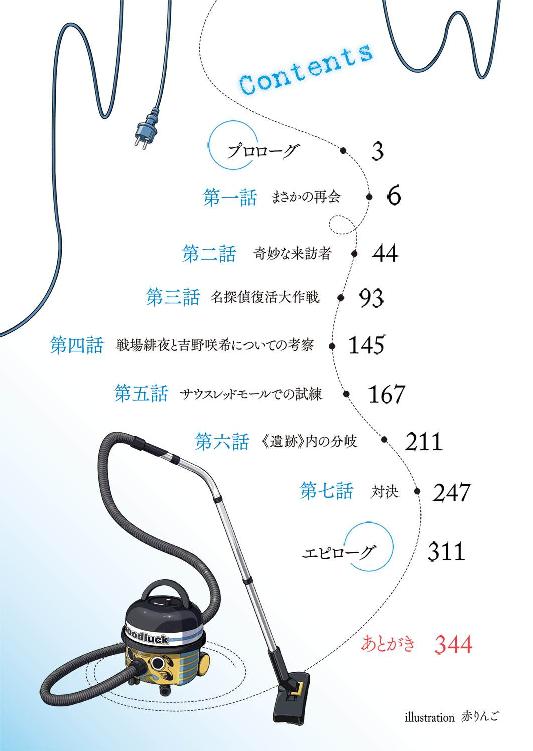 Contents
プロローグ 3
第一話 まさかの再会 6
第二話 奇妙な来訪者 44
第三話 名探偵復活大作戦 93
第四話 戦場緋夜と吉野咲希についての考察 145
第五話 サウスレッドモールでの試練 167
第六話 《遺跡》内の分岐 211
第七話 対決 247
エピローグ 311
あとがき 344
oodluck
illustration 赤りんご